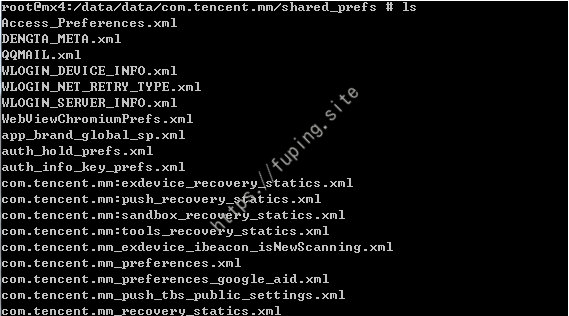 root@mx4:/data/data/com.tencent.mm/shared_prefs # ls
Access_Preferences.xml
DENGTA_META.xml
QQMAIL.xml
WLOGIN_DEVICE_INFO.xml
WLOGIN_NET_RETRY_TYPE.xml
WLOGIN_SERVER_INFO.xml
WebViewChromiumPrefs.xml
app_brand_global_sp.xml
auth_hold_prefs.xml
auth_info_key_prefs.xml
com.tencent.mm:exdevice_recovery_statics.xml
com.tencent.mm:push_recovery_statics.xml
com.tencent.mm:sandbox_recovery_statics.xml
com.tencent.mm:tools_recovery_statics.xml
com.tencent.mm_exdevice_ibeacon_isNewScanning.xml
com.tencent.mm_preferences.xml
com.tencent.mm_preferences_google_aid.xml
com.tencent.mm_push_tbs_public_settings.xml
com.tencent.mm_recovery_statics.xml
https://fuping.site